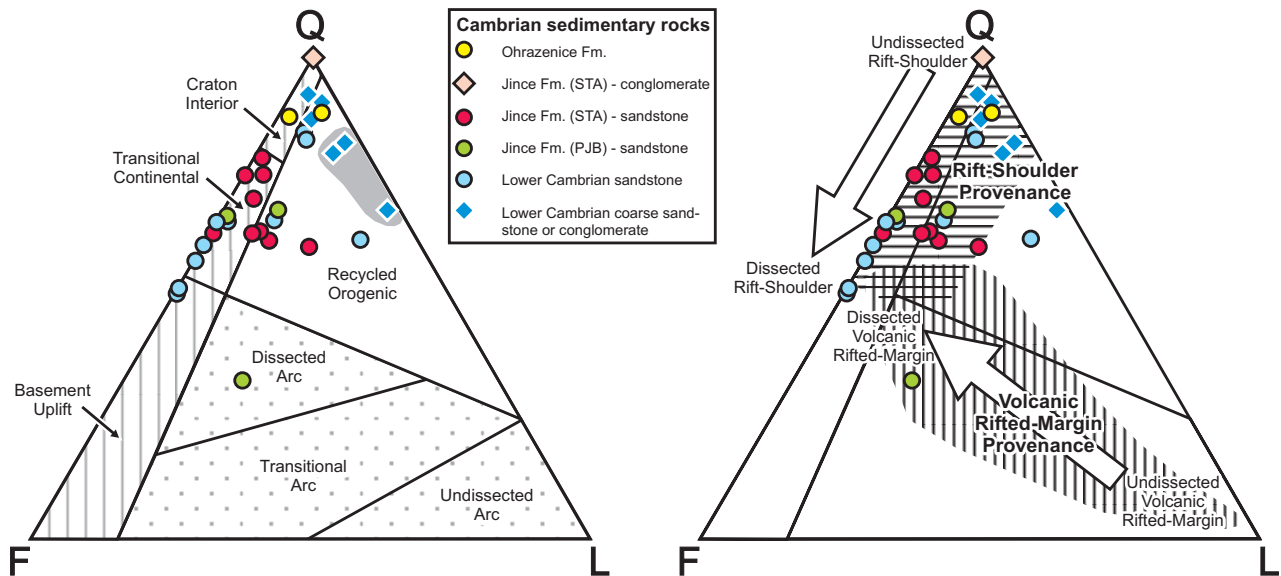 Q
Craton
Interior
Transitional
Continental
Recycled
Orogenic
Dissected
Arc
Basement
Uplift
Transitional
Arc
Undissected
Arc
F
L
Cambrian sedimentary rocks
Ohrazenice Fm.
Jince Fm. (STA) - conglomerate
Jince Fm. (STA) - sandstone
Jince Fm. (PJB) - sandstone
Lower Cambrian sandstone
Lower Cambrian coarse sand-
stone or conglomerate
Q
Undissected
Rift-Shoulder
Rift-Shoulder
Provenance
Dissected
Rift-Shoulder
Dissected
Volcanic
Rifted-Margin
Volcanic
Rifted-Margin
Provenance
Undissected
Volcanic
Rifted-Margin
F
L